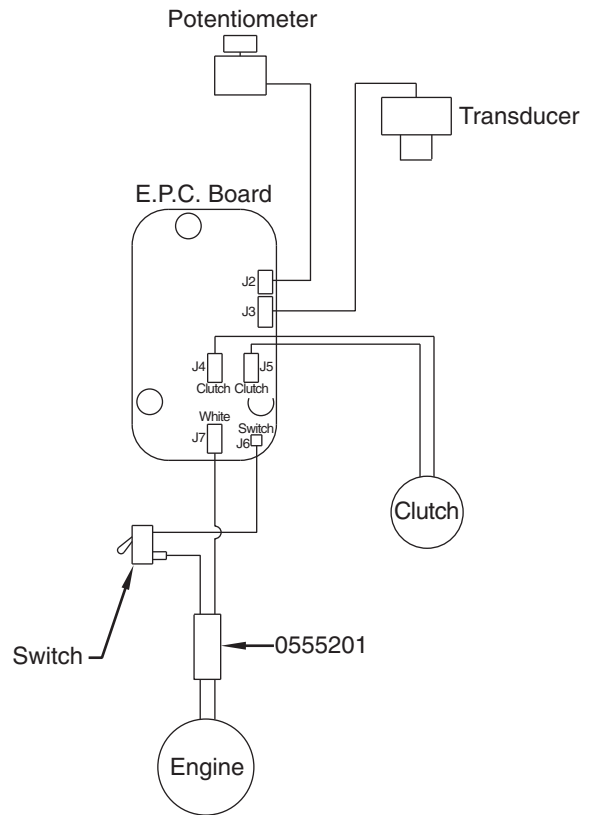 Potentiometer
Transducer
E.P.C. Board
J2
J3
J4
J5
Clutch Clutch
White
Switch
J7
J6
Clutch
Switch
0555201
Engine